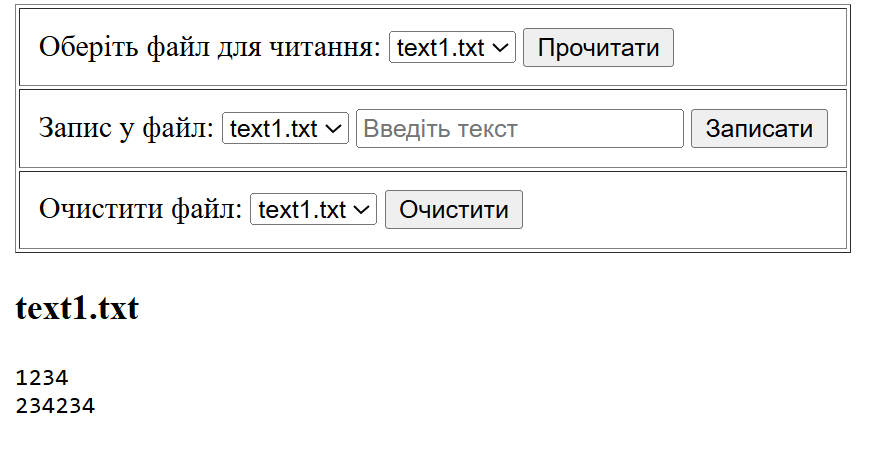 Оберіть файл для читання: text1.txt Прочитати
Запис у файл: text1.txt Введіть текст Записати
Очистити файл: text1.txt Очистити
text1.txt
1234
234234